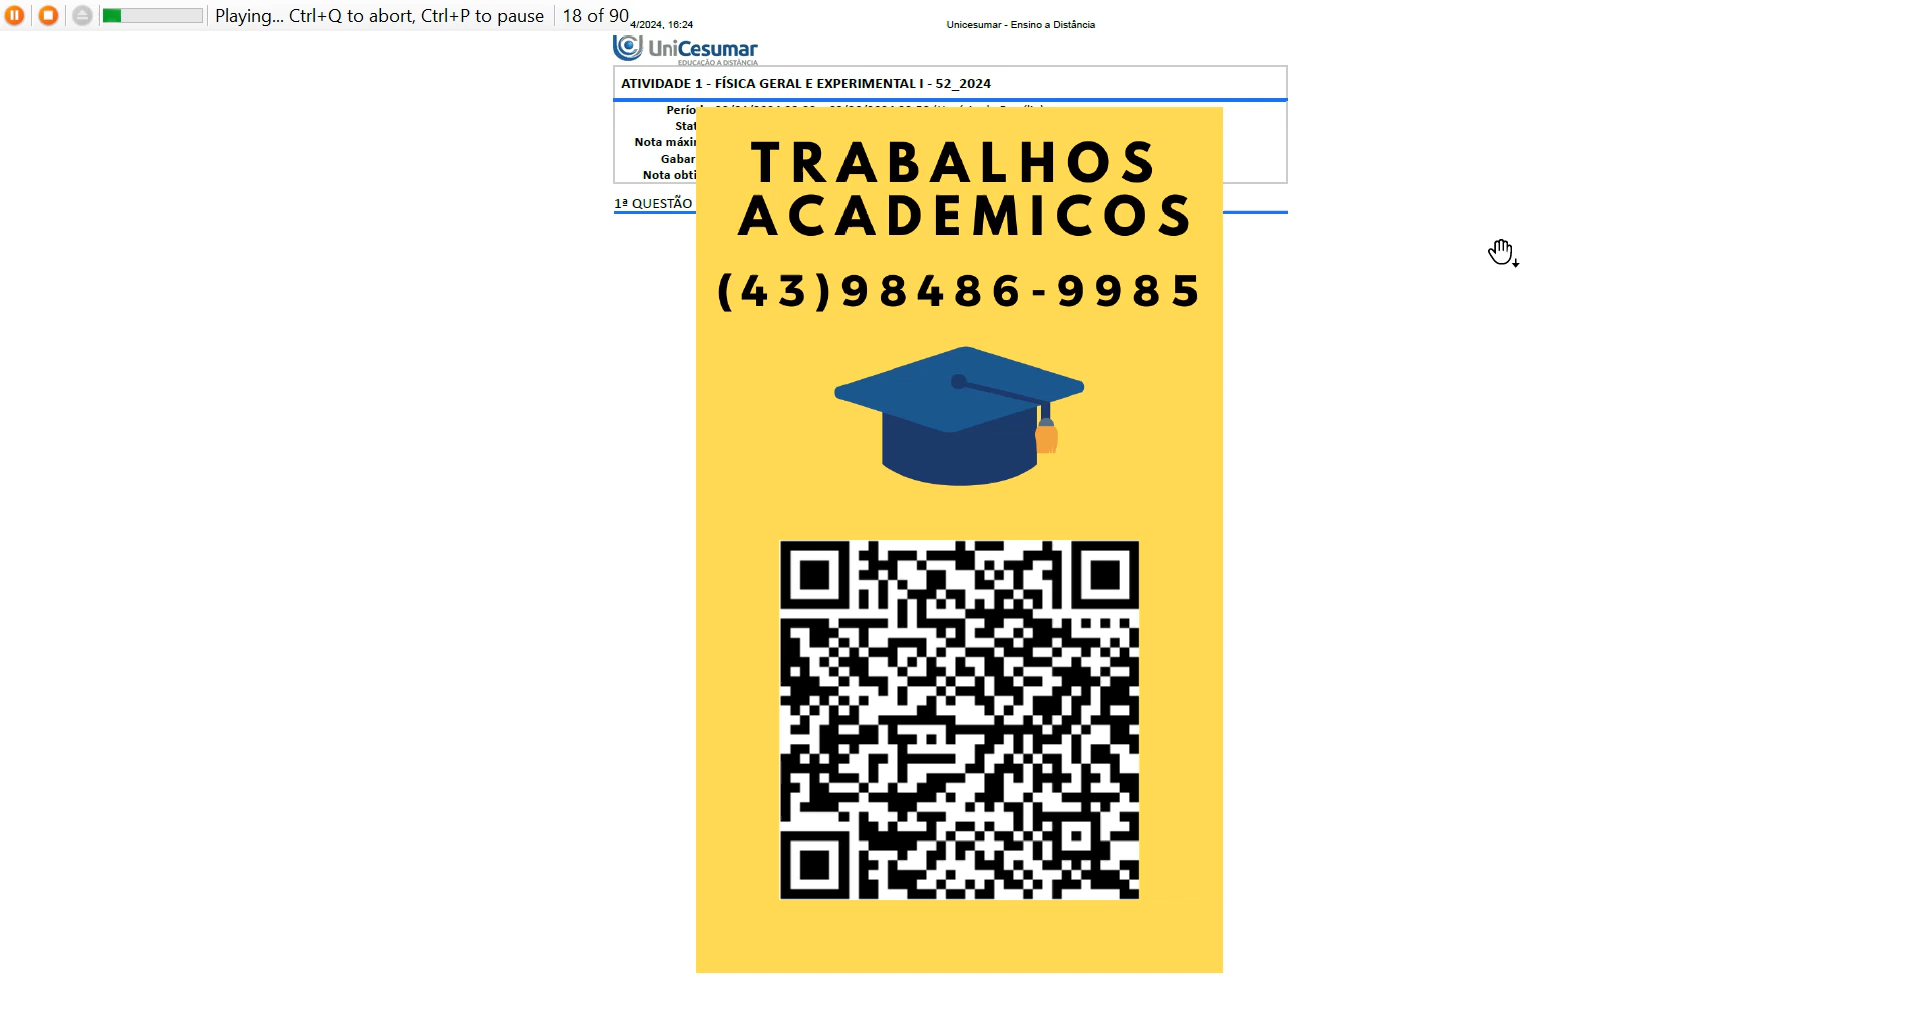 Playing... Ctrl+Q to abort, Ctrl+P to pause
18 of 90
4/2024, 16:24
Unicesumar - Ensino a Distância
UniCesumar
EDUCAÇÃO A DISTÂNCIA
ATIVIDADE 1 - FÍSICA GERAL E EXPERIMENTAL I - 52_2024
Perío
Stat
Nota máxi
Gabar
Nota obti
1ª QUESTÃO
TRABALHOS
ACADEMICOS
(43)98486-9985